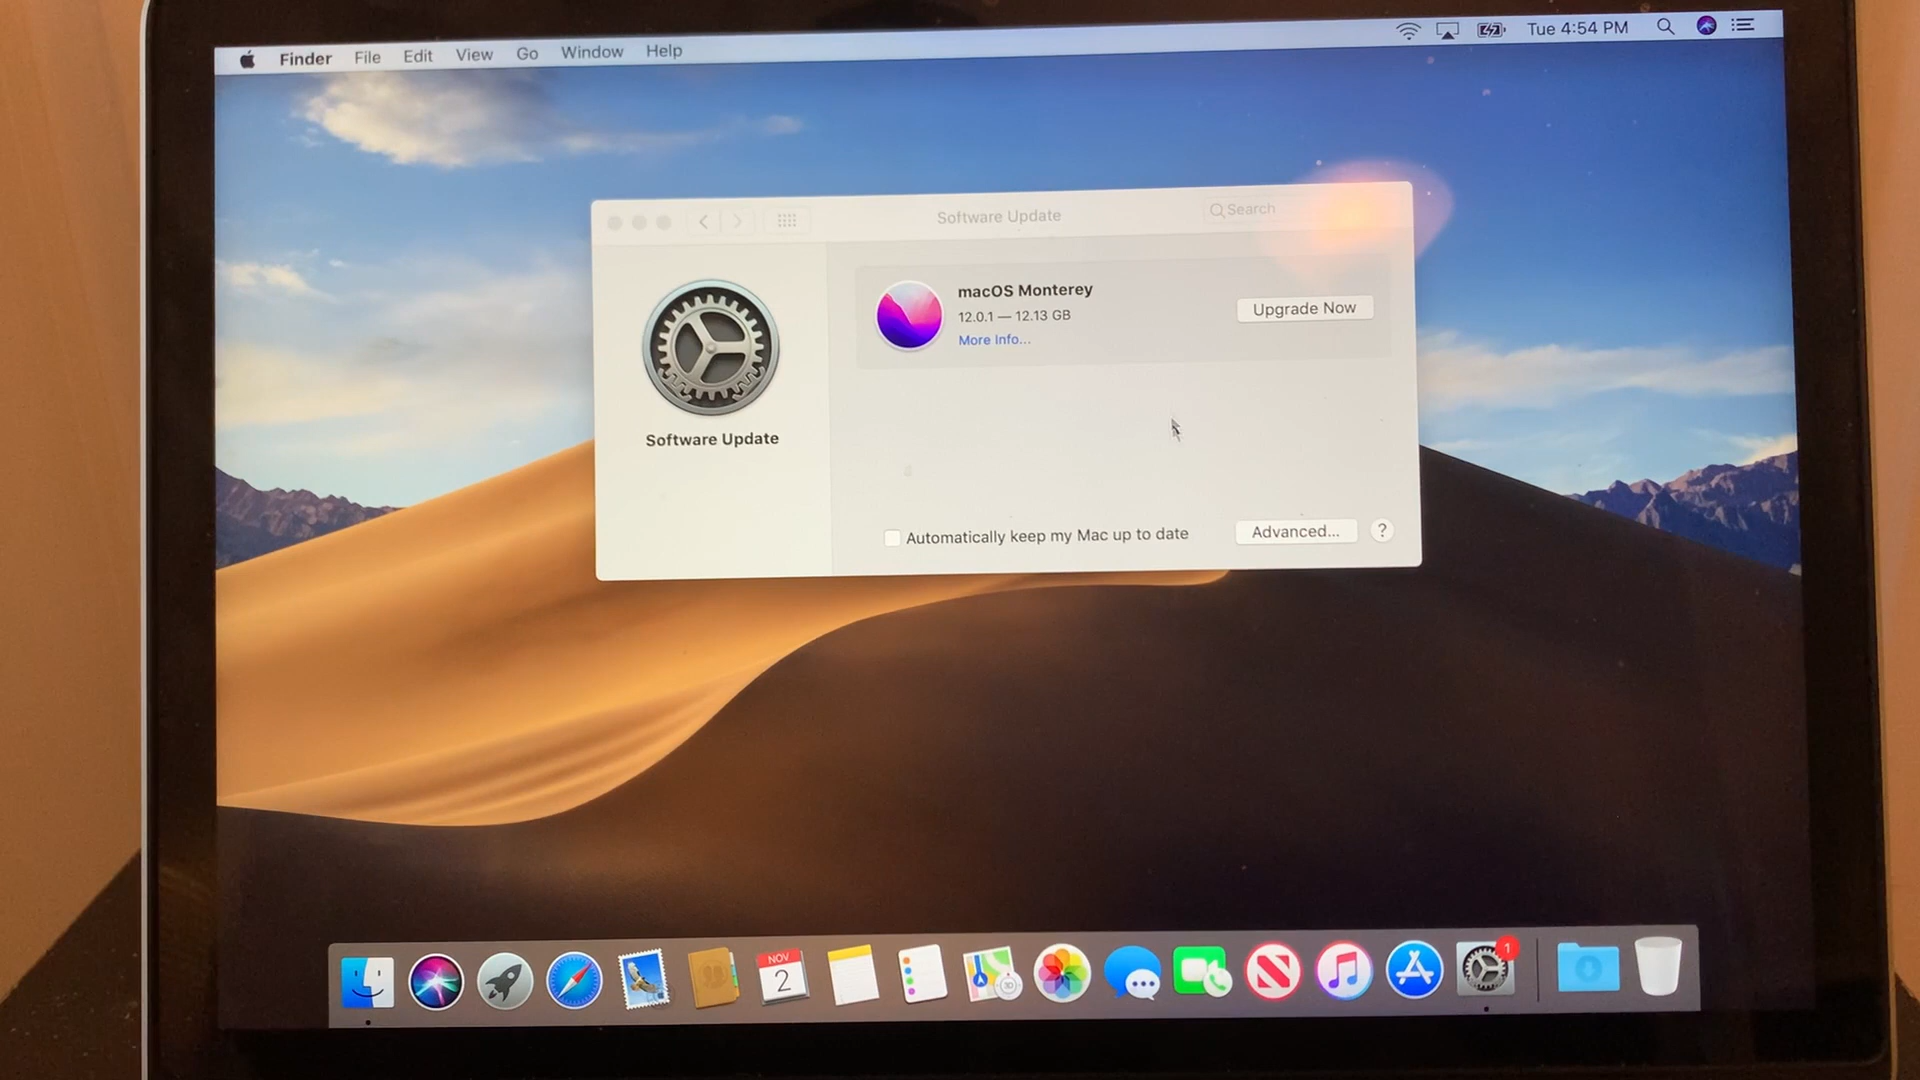 Finder File Edit View Go Window Help Tue 4:54 PM
Software Update
Search
macOS Monterey
12.0.1 — 12.13 GB
More Info...
Upgrade Now
Software Update
Automatically keep my Mac up to date
Advanced...
?
NOV
2
3D
1